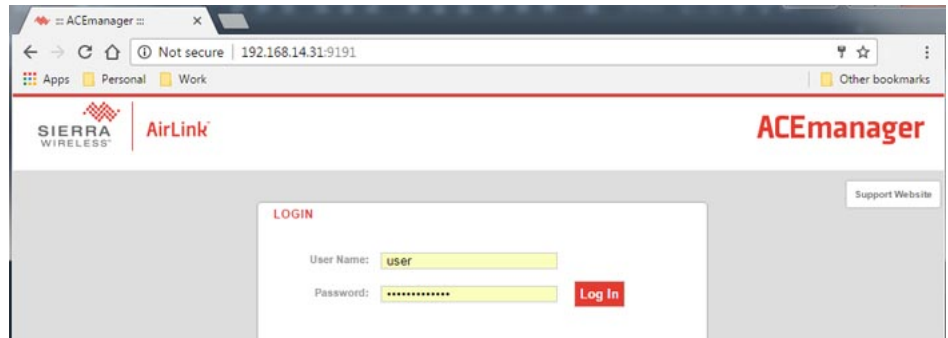 ::: ACEmanager :::
Not secure | 192.168.14.31:9191
Apps Personal Work Other bookmarks
SIERRA
WIRELESS
AirLink
ACEmanager
Support Website
LOGIN
User Name: user
Password: •••••••••••••
Log In